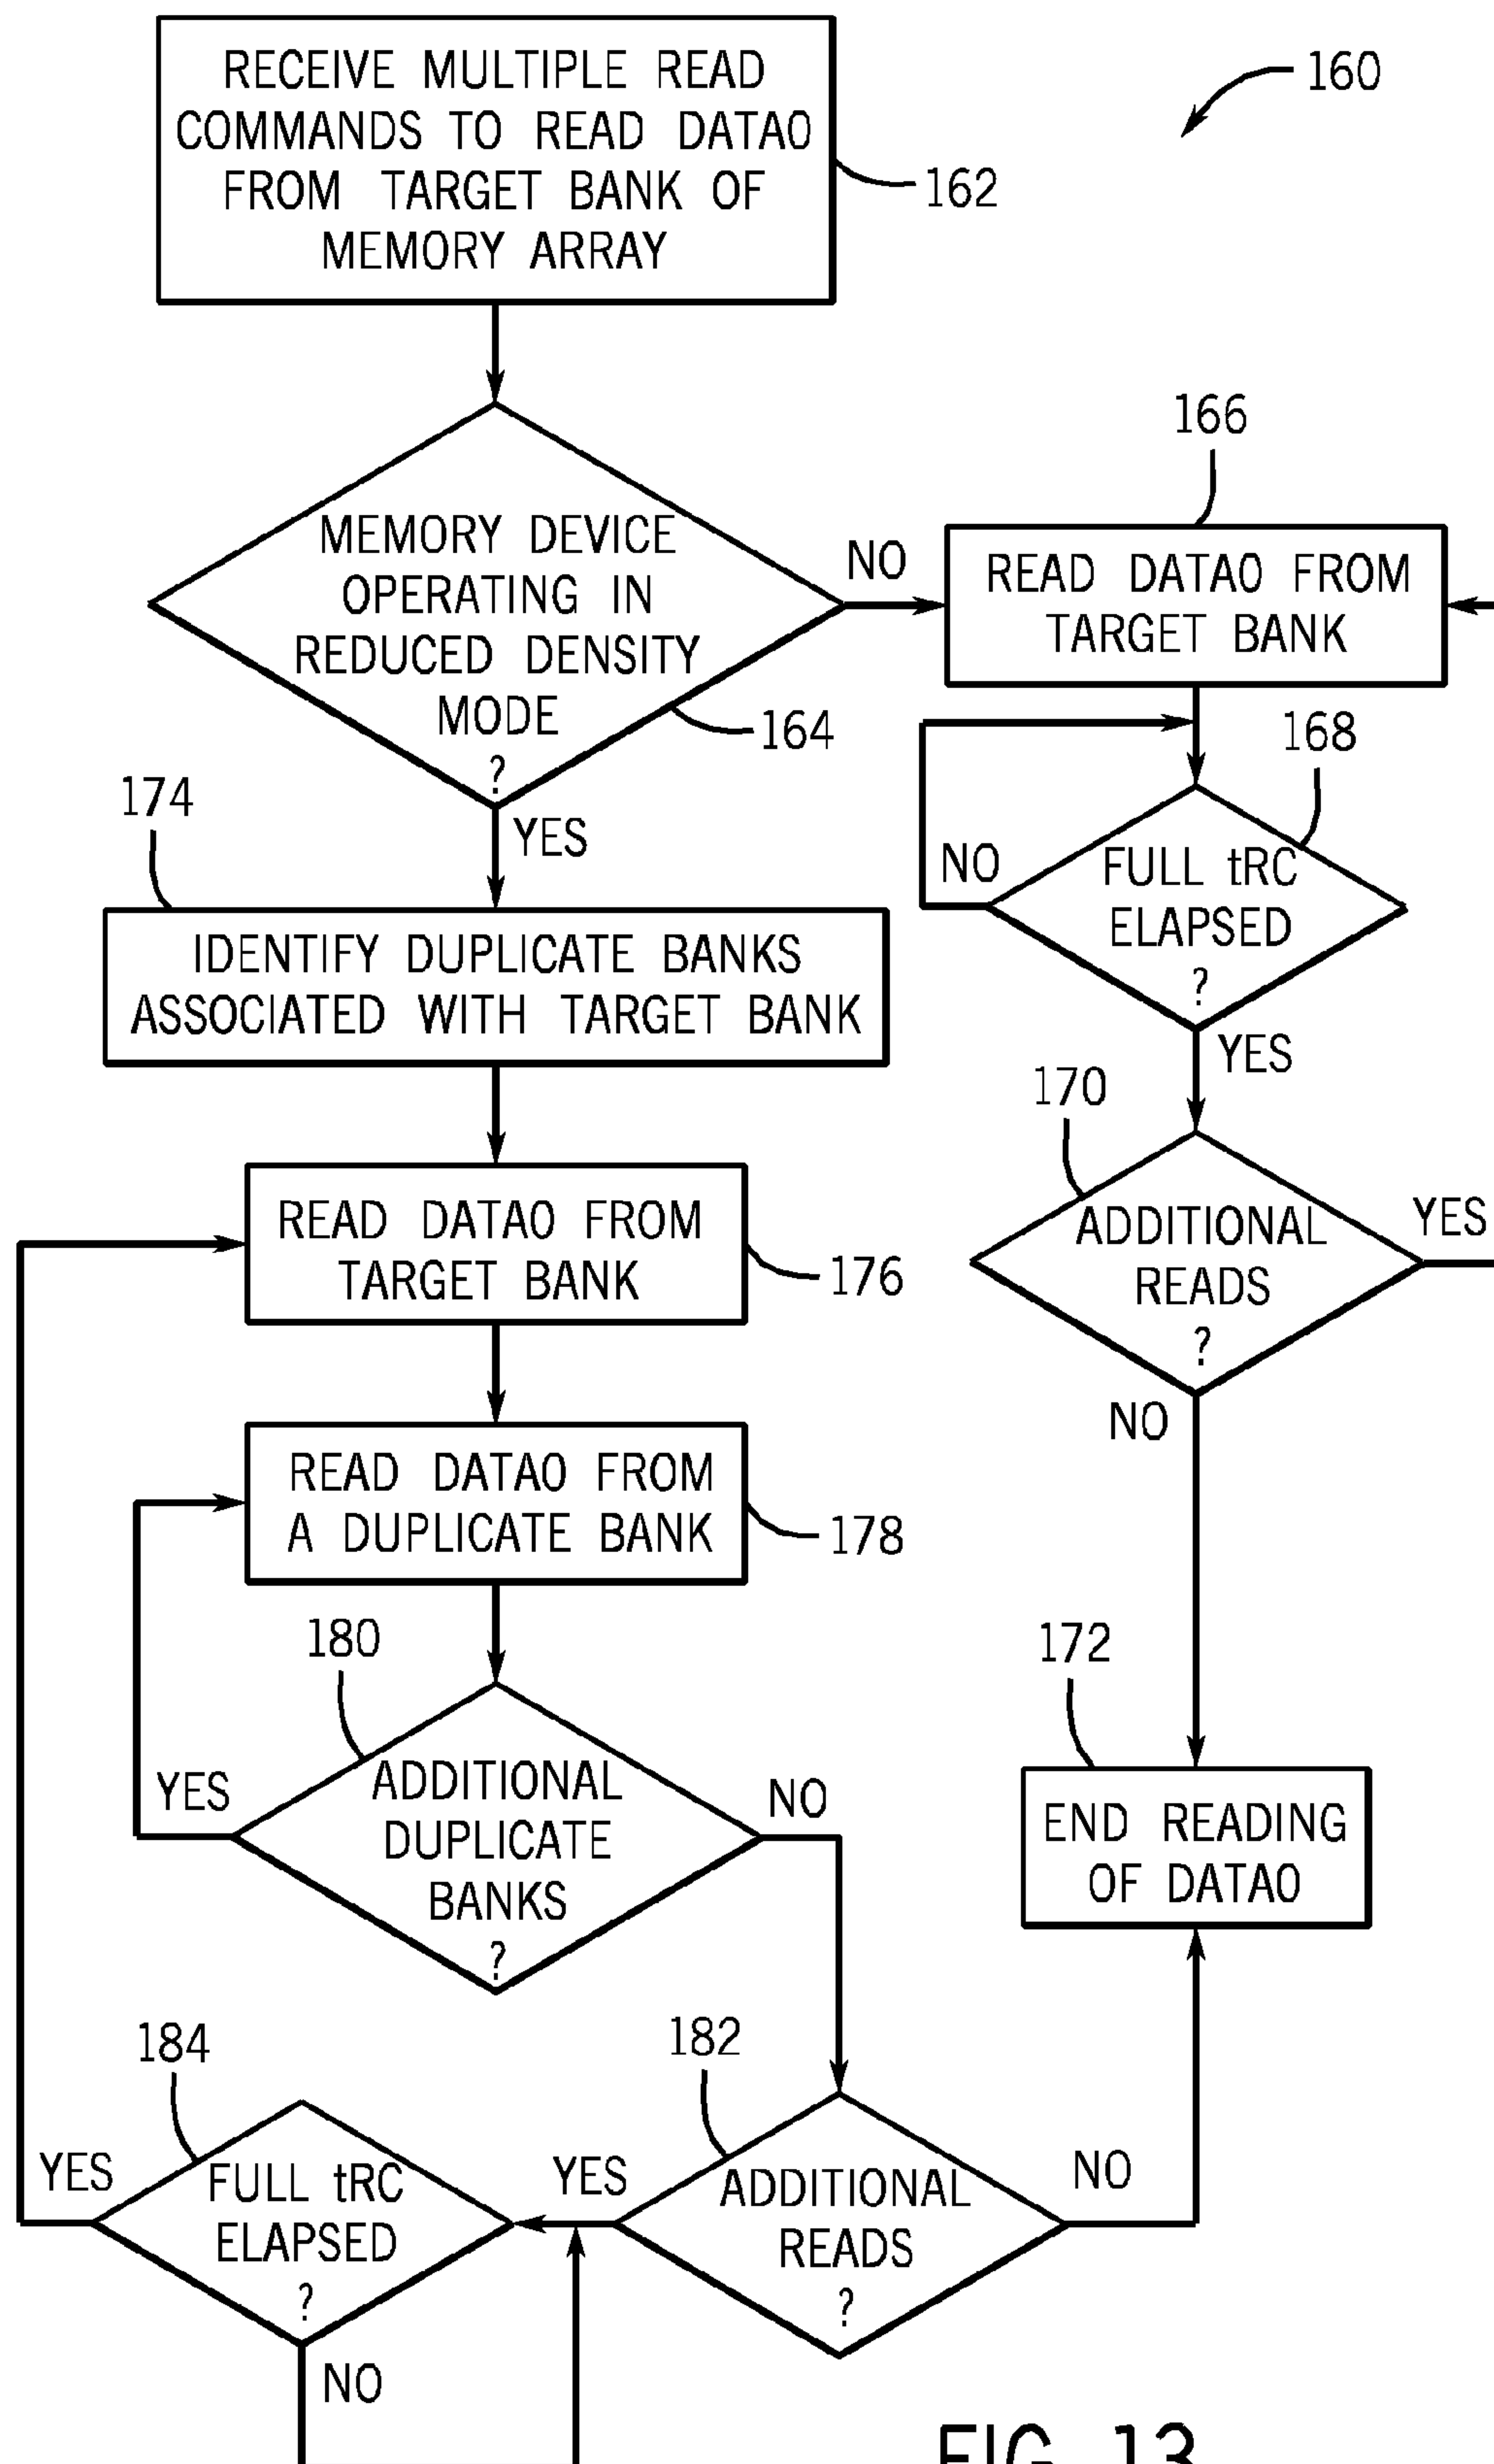 RECEIVE MULTIPLE READ
COMMANDS TO READ DATA0
FROM TARGET BANK OF
MEMORY ARRAY
160
162
MEMORY DEVICE
OPERATING IN
REDUCED DENSITY
MODE
?
164
NO
YES
166
READ DATA0 FROM
TARGET BANK
168
FULL tRC
ELAPSED
?
NO
YES
170
ADDITIONAL
READS
?
YES
NO
172
END READING
OF DATA0
174
IDENTIFY DUPLICATE BANKS
ASSOCIATED WITH TARGET BANK
READ DATA0 FROM
TARGET BANK
176
READ DATA0 FROM
A DUPLICATE BANK
178
180
ADDITIONAL
DUPLICATE
BANKS
?
YES
NO
182
ADDITIONAL
READS
?
YES
NO
184
FULL tRC
ELAPSED
?
YES
NO
FIG. 13